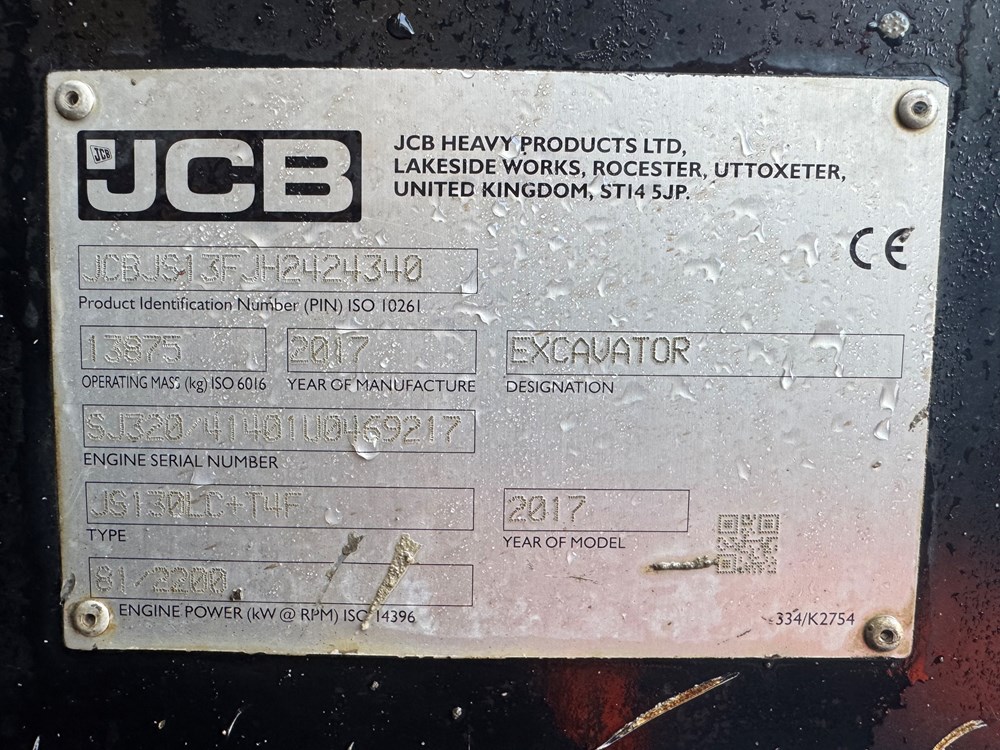 JCB
JCB
JCB HEAVY PRODUCTS LTD,
LAKESIDE WORKS, ROCESTER, UTTOXETER,
UNITED KINGDOM, ST14 5JP.
CE
JCBJS13FJH2424340
Product Identification Number (PIN) ISO 10261
13875
2017
EXCAVATOR
OPERATING MASS (kg) ISO 6016
YEAR OF MANUFACTURE
DESIGNATION
SJ320/41401U0469217
ENGINE SERIAL NUMBER
JS130LC+T4F
2017
TYPE
YEAR OF MODEL
81/2200
ENGINE POWER (kW @ RPM) ISO 14396
334/K2754